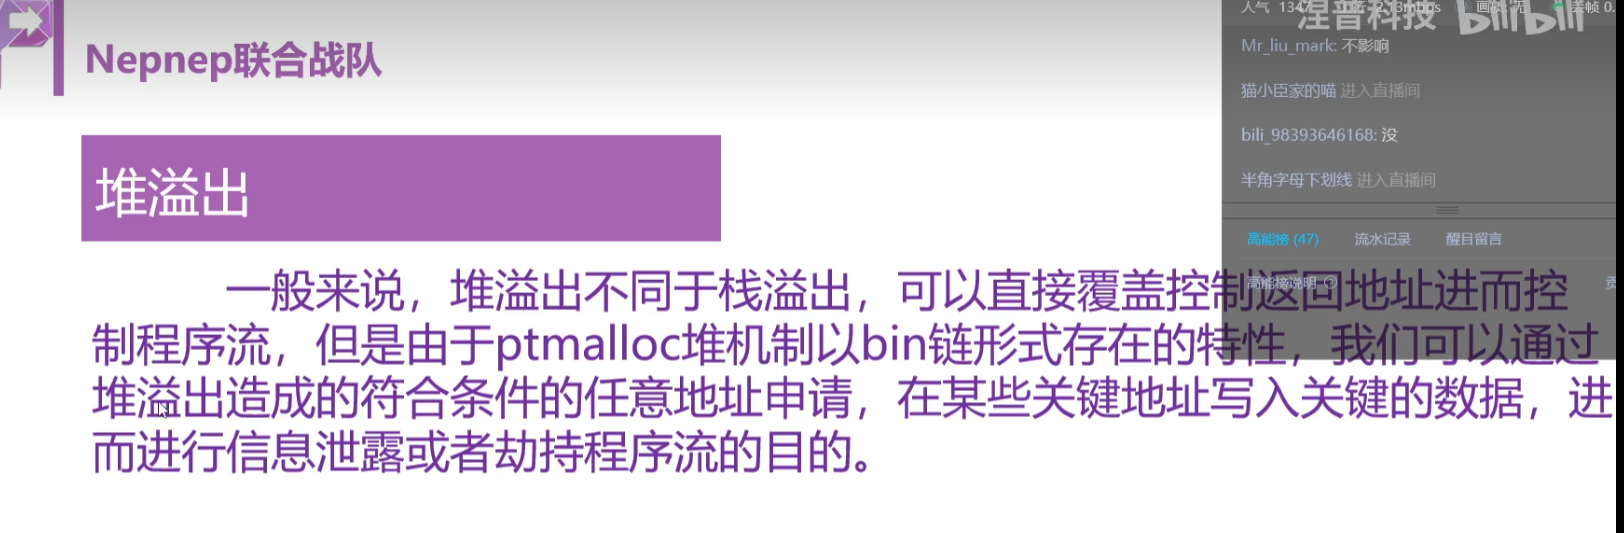 Nepnep联合战队
堆溢出
一般来说，堆溢出不同于栈溢出，可以直接覆盖控制返回地址进而控
制程序流，但是由于ptmalloc堆机制以bin链形式存在的特性，我们可以通过
堆溢出造成的符合条件的任意地址申请，在某些关键地址写入关键的数据，进
而进行信息泄露或者劫持程序流的目的。
人气 1347
2.13mbps
丢帧 0.
涅普科技 bilibili
Mr_liu_mark: 不影响
猫小臣家的喵 进入直播间
bili_98393646168: 没
半角字母下划线 进入直播间
高能榜 (47) 流水记录 醒目留言
高能榜说明